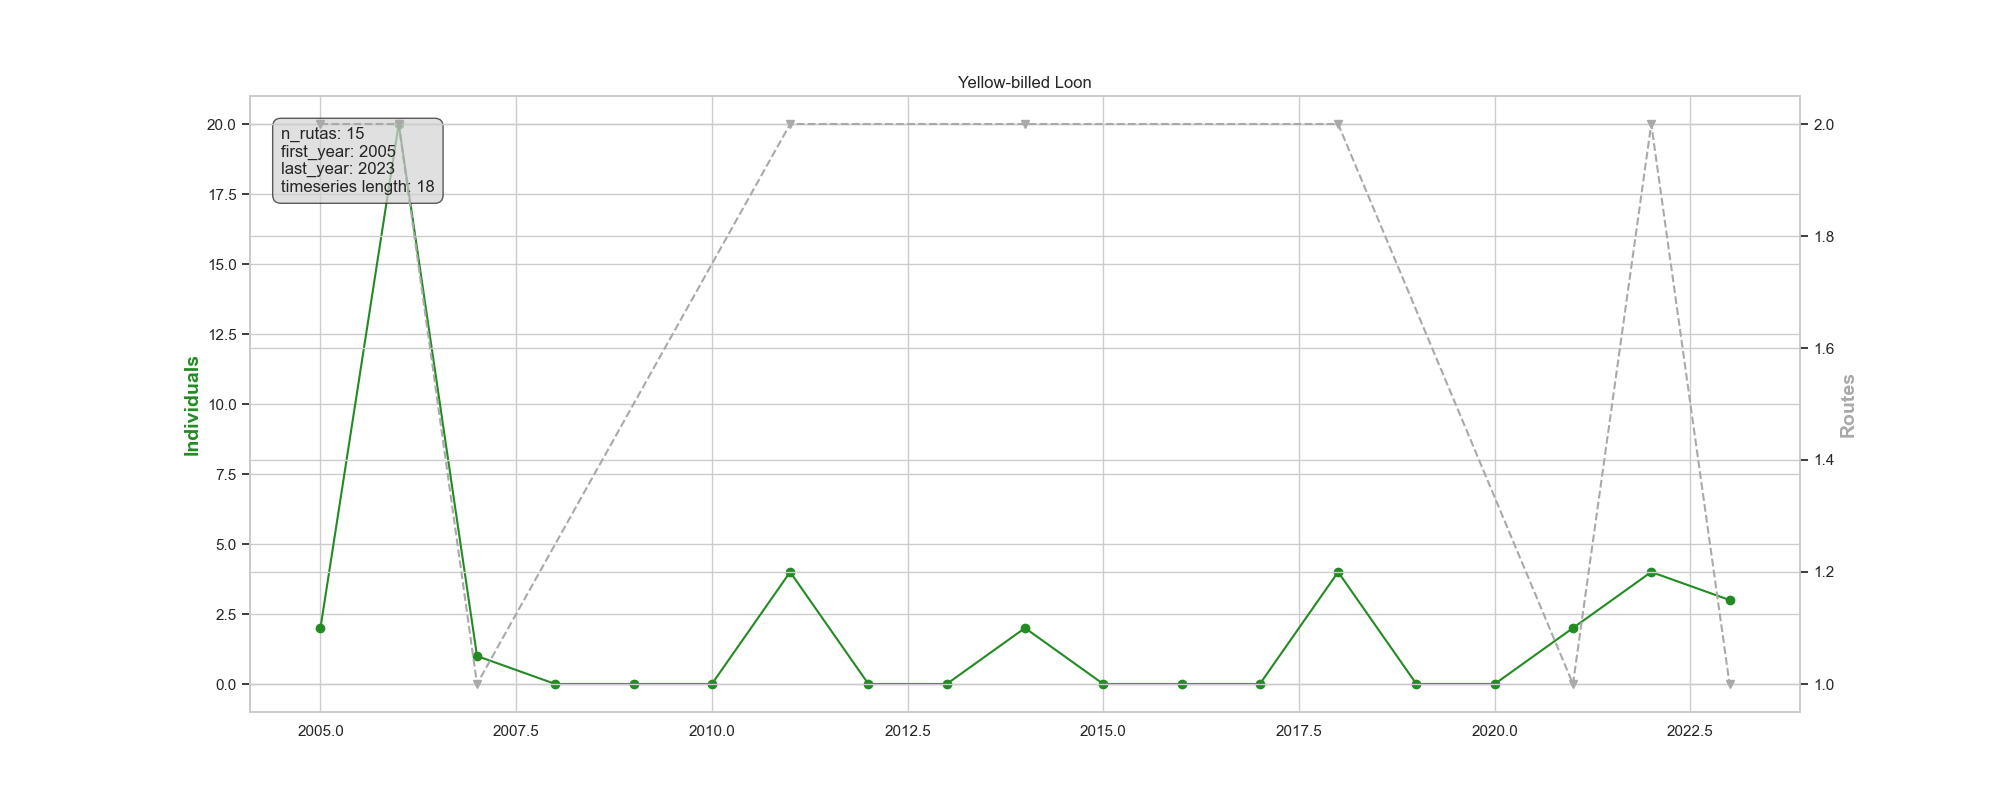 Yellow-billed Loon
n_rutas: 15
first_year: 2005
last_year: 2023
timeseries length: 18
20.0
17.5
15.0
12.5
10.0
7.5
5.0
2.5
0.0
Individuals
2.0
1.8
1.6
1.4
1.2
1.0
Routes
2005.0 2007.5 2010.0 2012.5 2015.0 2017.5 2020.0 2022.5